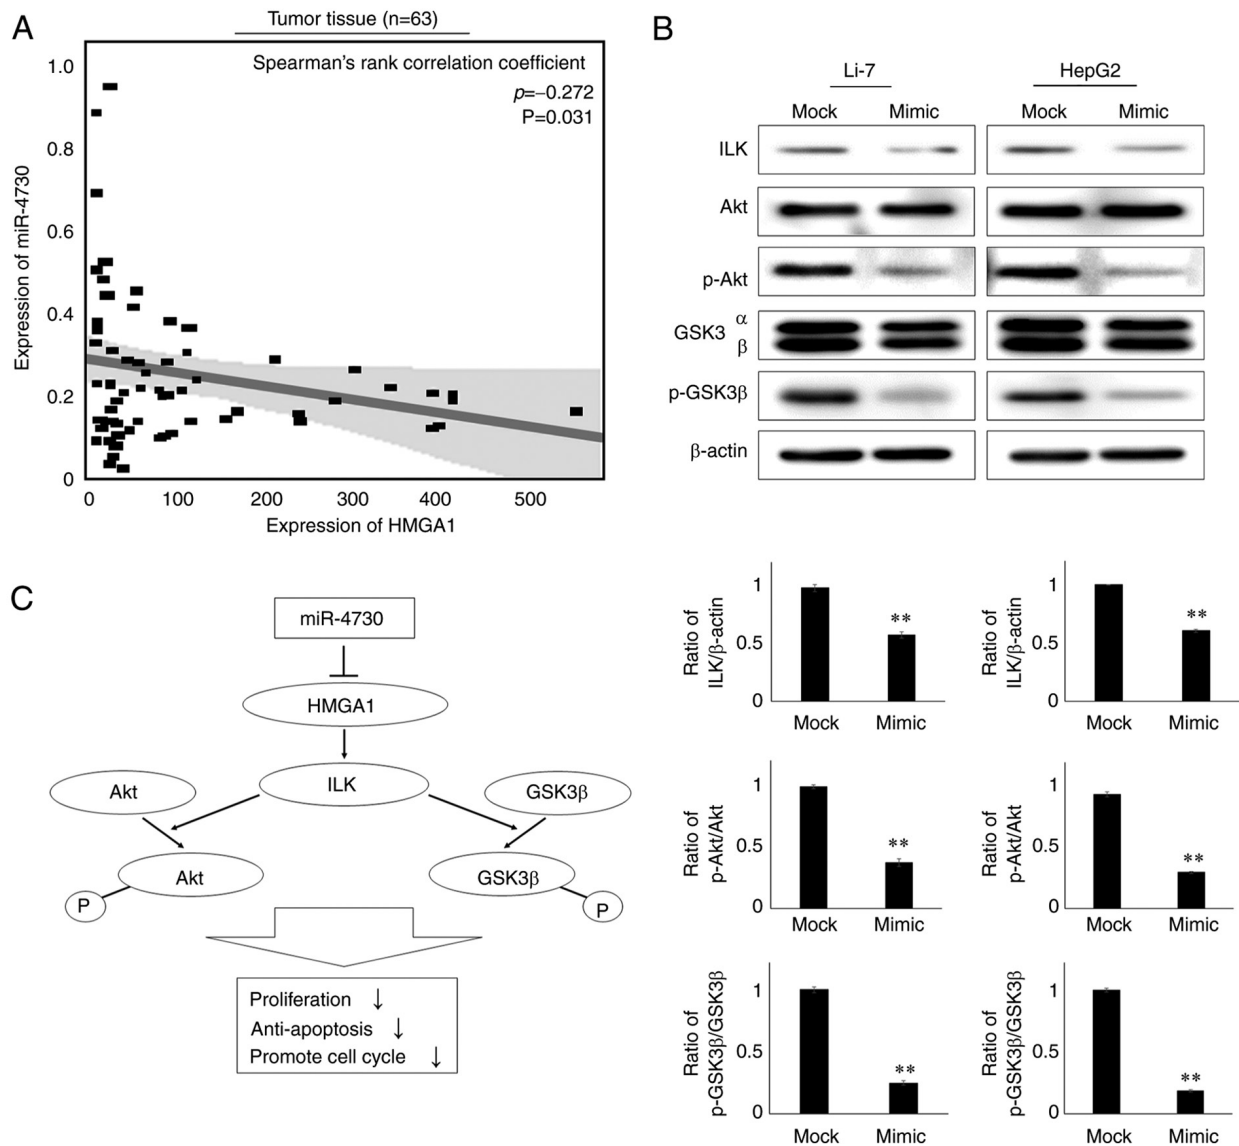 A
Tumor tissue (n=63)
Spearman's rank correlation coefficient
p=−0.272
P=0.031
Expression of miR-4730
1.0
0.8
0.6
0.4
0.2
0
0 100 200 300 400 500
Expression of HMGA1
B
Li-7 HepG2
Mock Mimic Mock Mimic
ILK
Akt
p-Akt
GSK3 α
β
p-GSK3β
β-actin
Ratio of
ILK/β-actin
1
0.5
0
**
Mock Mimic
Ratio of
ILK/β-actin
1
0.5
0
**
Mock Mimic
Ratio of
p-Akt/Akt
1
0.5
0
**
Mock Mimic
Ratio of
p-Akt/Akt
1
0.5
0
**
Mock Mimic
Ratio of
p-GSK3β/GSK3β
1
0.5
0
**
Mock Mimic
Ratio of
p-GSK3β/GSK3β
1
0.5
0
**
Mock Mimic
C
miR-4730
HMGA1
Akt ILK GSK3β
Akt GSK3β
P P
Proliferation ↓
Anti-apoptosis ↓
Promote cell cycle ↓